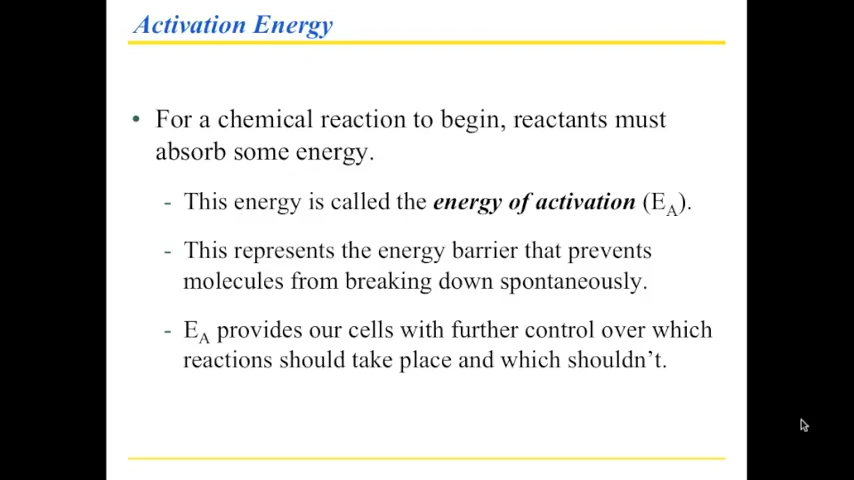 Activation Energy
• For a chemical reaction to begin, reactants must
absorb some energy.
- This energy is called the energy of activation (EA).
- This represents the energy barrier that prevents
molecules from breaking down spontaneously.
- EA provides our cells with further control over which
reactions should take place and which shouldn't.